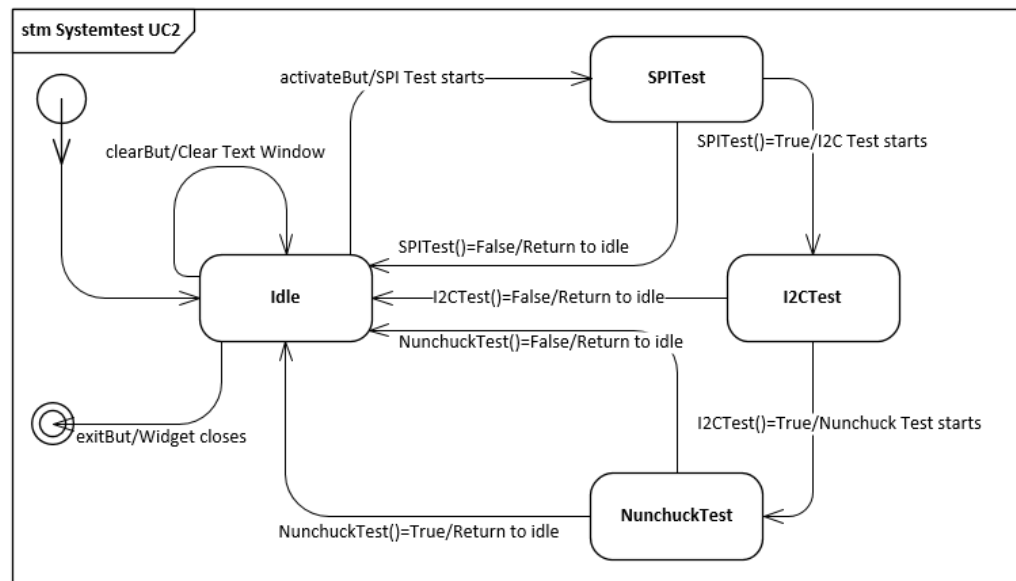 stm Systemtest UC2
activateBut/SPI Test starts
SPITest
SPITest()=True/I2C Test starts
clearBut/Clear Text Window
SPITest()=False/Return to idle
Idle
I2CTest()=False/Return to idle
I2CTest
NunchuckTest()=False/Return to idle
exitBut/Widget closes
I2CTest()=True/Nunchuck Test starts
NunchuckTest
NunchuckTest()=True/Return to idle